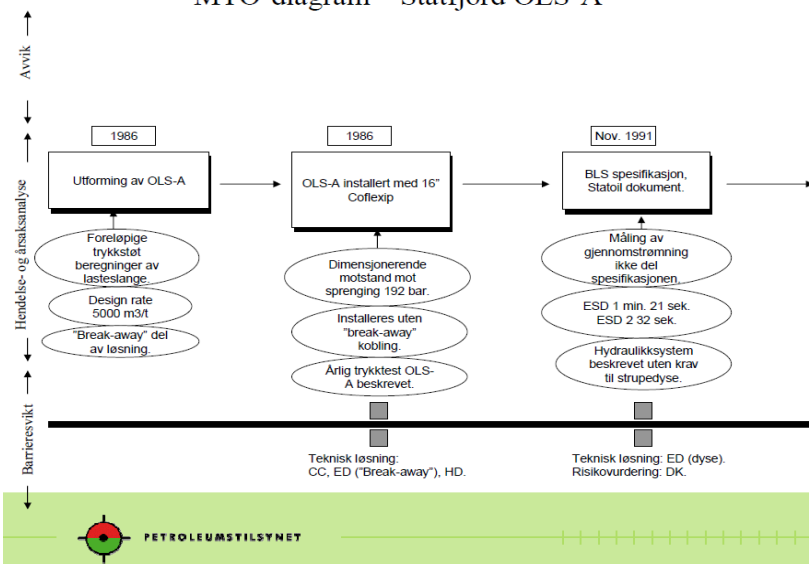 MTO-diagram – Statfjord OLS-A
Avvik
Hendelse- og årsaksanalyse
Barrieresvikt
1986
Utforming av OLS-A
Foreløpige
trykkstøt
beregninger av
lasteslange.
Design rate
5000 m3/t
"Break-away" del
av løsning.
1986
OLS-A installert med 16"
Coflexip
Dimensjonerende
motstand mot
sprenging 192 bar.
Installeres uten
"break-away"
kobling.
Årlig trykktest OLS-
A beskrevet.
Teknisk løsning:
CC, ED ("Break-away"), HD.
Nov. 1991
BLS spesifikasjon,
Statoil dokument.
Måling av
gjennomstrømning
ikke del
spesifikasjonen.
ESD 1 min. 21 sek.
ESD 2 32 sek.
Hydraulikksystem
beskrevet uten krav
til strupedyse.
Teknisk løsning: ED (dyse).
Risikovurdering: DK.
PETROLEUMSTILSYNET